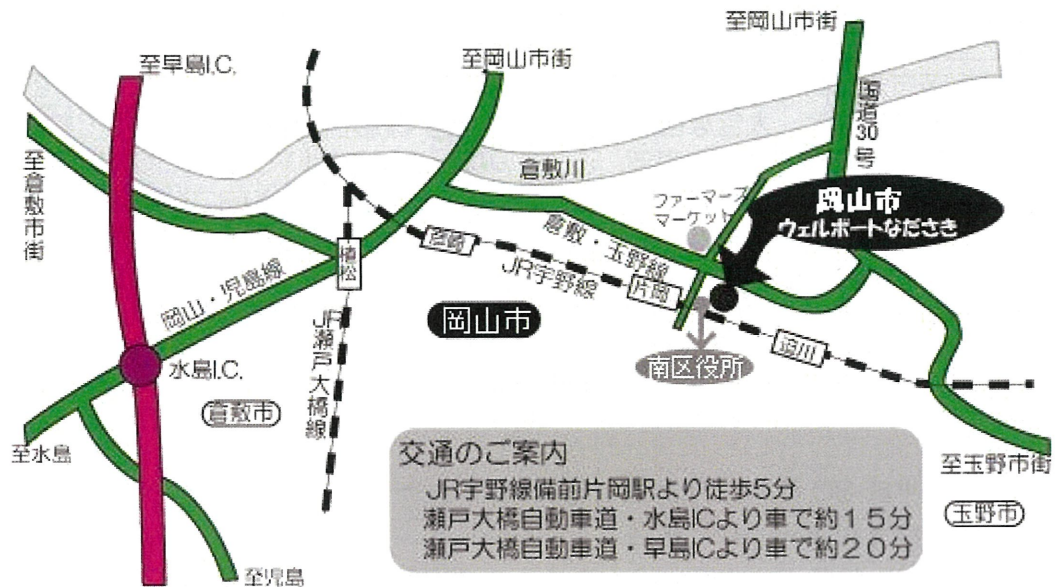 至早島I.C.
至岡山市街
至岡山市街
国道30号
至倉敷市街
倉敷川
ファーマーズ
マーケット
岡山市
ウェルポートなださき
植松
彦崎
倉敷・玉野線
JR宇野線
片岡
岡山・児島線
JR瀬戸大橋線
岡山市
迫川
南区役所
水島I.C.
倉敷市
至水島
至玉野市街
玉野市
至児島
交通のご案内
JR宇野線備前片岡駅より徒歩5分
瀬戸大橋自動車道・水島ICより車で約15分
瀬戸大橋自動車道・早島ICより車で約20分